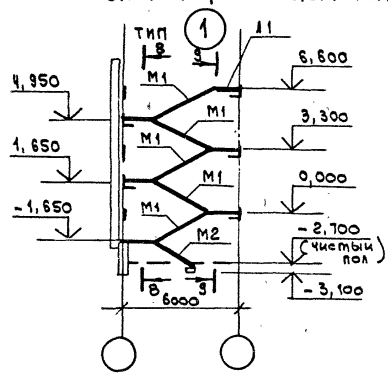 1
ТИП
8 9 Л1
4,950 М1 6,600
М1
1,650 М1 3,300
М1
-1,650 М1 0,000
М2
-2,700
(чистый
пол)
8 9
-3,100
6000